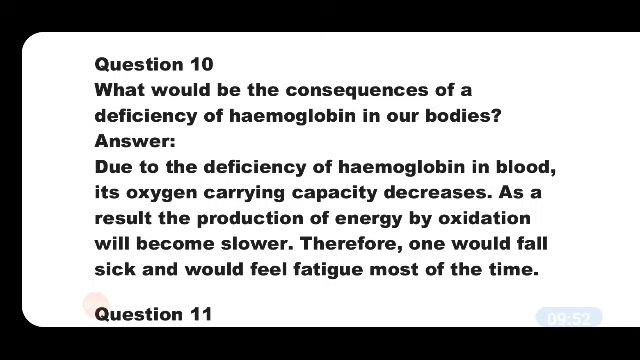 Question 10
What would be the consequences of a
deficiency of haemoglobin in our bodies?
Answer:
Due to the deficiency of haemoglobin in blood,
its oxygen carrying capacity decreases. As a
result the production of energy by oxidation
will become slower. Therefore, one would fall
sick and would feel fatigue most of the time.
Question 11
09:52